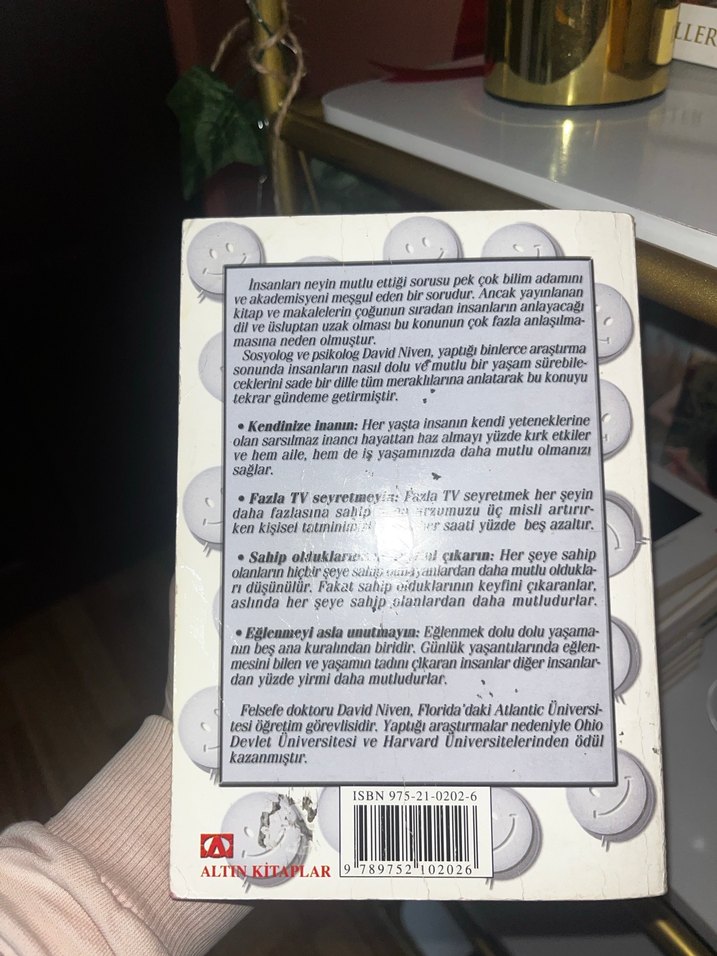 LLER
İnsanları neyin mutlu ettiği sorusu pek çok bilim adamını
ve akademisyeni meşgul eden bir sorudur. Ancak yayınlanan
kitap ve makalelerin çoğunun sıradan insanların anlayacağı
dil ve üsluptan uzak olması bu konunun çok fazla anlaşılma-
masına neden olmuştur.
Sosyolog ve psikolog David Niven, yaptığı binlerce araştırma
sonunda insanların nasıl dolu ve mutlu bir yaşam sürebile-
ceklerini sade bir dille tüm meraklılarına anlatarak bu konuyu
tekrar gündeme getirmiştir.
• Kendinize inanın: Her yaşta insanın kendi yeteneklerine
olan sarsılmaz inancı hayattan haz almayı yüzde kırk etkiler
ve hem aile, hem de iş yaşamınızda daha mutlu olmanızı
sağlar.
• Fazla TV seyretmeyin: Fazla TV seyretmek her şeyin
daha fazlasına sahip arzumuzu üç misli artırır-
ken kişisel her saati yüzde beş azaltır.
• Sahip çıkarın: Her şeye sahip
olanların hiçbir şeye sahip olmayanlardan daha mutlu oldukla-
rı düşünülür. Fakat sahip olduklarının keyfini çıkaranlar,
aslında her şeye sahip olanlardan daha mutludurlar.
• Eğlenmeyi asla unutmayın: Eğlenmek dolu dolu yaşama-
nın beş ana kuralından biridir. Günlük yaşantılarında eğlen-
mesini bilen ve yaşamın tadını çıkaran insanlar diğer insanlar-
dan yüzde yirmi daha mutludurlar.
Felsefe doktoru David Niven, Florida'daki Atlantic Üniversi-
tesi öğretim görevlisidir. Yaptığı araştırmalar nedeniyle Ohio
Devlet Üniversitesi ve Harvard Üniversitelerinden ödül
kazanmıştır.
ISBN 975-21-0202-6
9 789752 102026
ALTIN KİTAPLAR